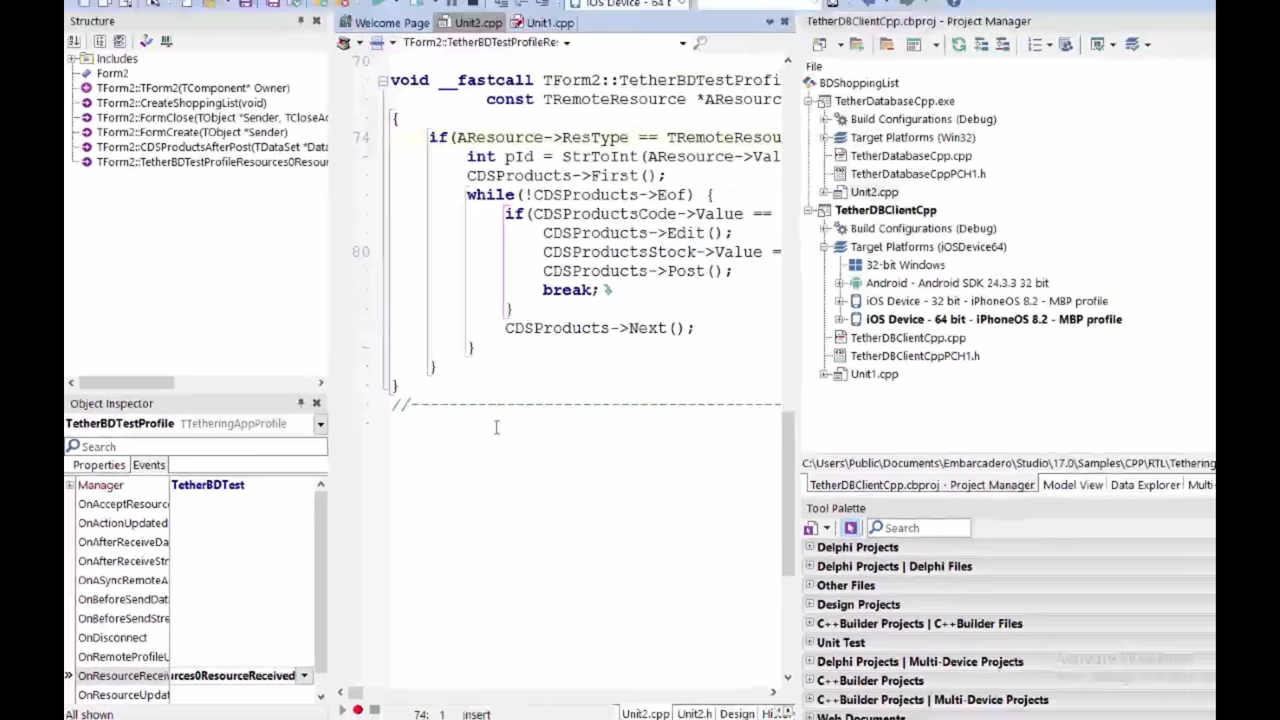 iOS Device - 64
Structure
Includes
Form2
TForm2::TForm2(TComponent* Owner)
TForm2::CreateShoppingList(void)
TForm2::FormClose(TObject *Sender, TCloseAc
TForm2::FormCreate(TObject *Sender)
TForm2::CDSProductsAfterPost(TDataSet *Data
TForm2::TetherBDTestProfileResources0Resour
Object Inspector
TetherBDTestProfile TTetheringAppProfile
Search
Properties Events
Manager TetherBDTest
OnAcceptResourc
OnActionUpdated
OnAfterReceiveDa
OnAfterReceiveStr
OnASyncRemoteA
OnBeforeSendDat
OnBeforeSendStre
OnDisconnect
OnRemoteProfileU
OnResourceReceiv urces0ResourceReceived
OnResourceUpdat
All shown
Welcome Page Unit2.cpp Unit1.cpp
TForm2::TetherBDTestProfileRe:
70
void __fastcall TForm2::TetherBDTestProfi
const TRemoteResource *AResourc
{
74 if(AResource->ResType == TRemoteResou
int pId = StrToInt(AResource->Val
CDSProducts->First();
while(!CDSProducts->Eof) {
if(CDSProductsCode->Value ==
CDSProducts->Edit();
80 CDSProductsStock->Value =
CDSProducts->Post();
break;
}
CDSProducts->Next();
}
}
}
//---------------------------------------
74: 1 Insert Unit2.cpp Unit2.h Design His
TetherDBClientCpp.cbproj - Project Manager
File
BDShoppingList
TetherDatabaseCpp.exe
Build Configurations (Debug)
Target Platforms (Win32)
TetherDatabaseCpp.cpp
TetherDatabaseCppPCH1.h
Unit2.cpp
TetherDBClientCpp
Build Configurations (Debug)
Target Platforms (iOSDevice64)
32-bit Windows
Android - Android SDK 24.3.3 32 bit
iOS Device - 32 bit - iPhoneOS 8.2 - MBP profile
iOS Device - 64 bit - iPhoneOS 8.2 - MBP profile
TetherDBClientCpp.cpp
TetherDBClientCppPCH1.h
Unit1.cpp
C:\Users\Public\Documents\Embarcadero\Studio\17.0\Samples\CPP\RTL\Tethering
TetherDBClientCpp.cbproj - Project Manager Model View Data Explorer Multi-
Tool Palette
Search
Delphi Projects
Delphi Projects | Delphi Files
Other Files
Design Projects
C++Builder Projects | C++Builder Files
Unit Test
Delphi Projects | Multi-Device Projects
C++Builder Projects
C++Builder Projects | Multi-Device Projects
Web Documents